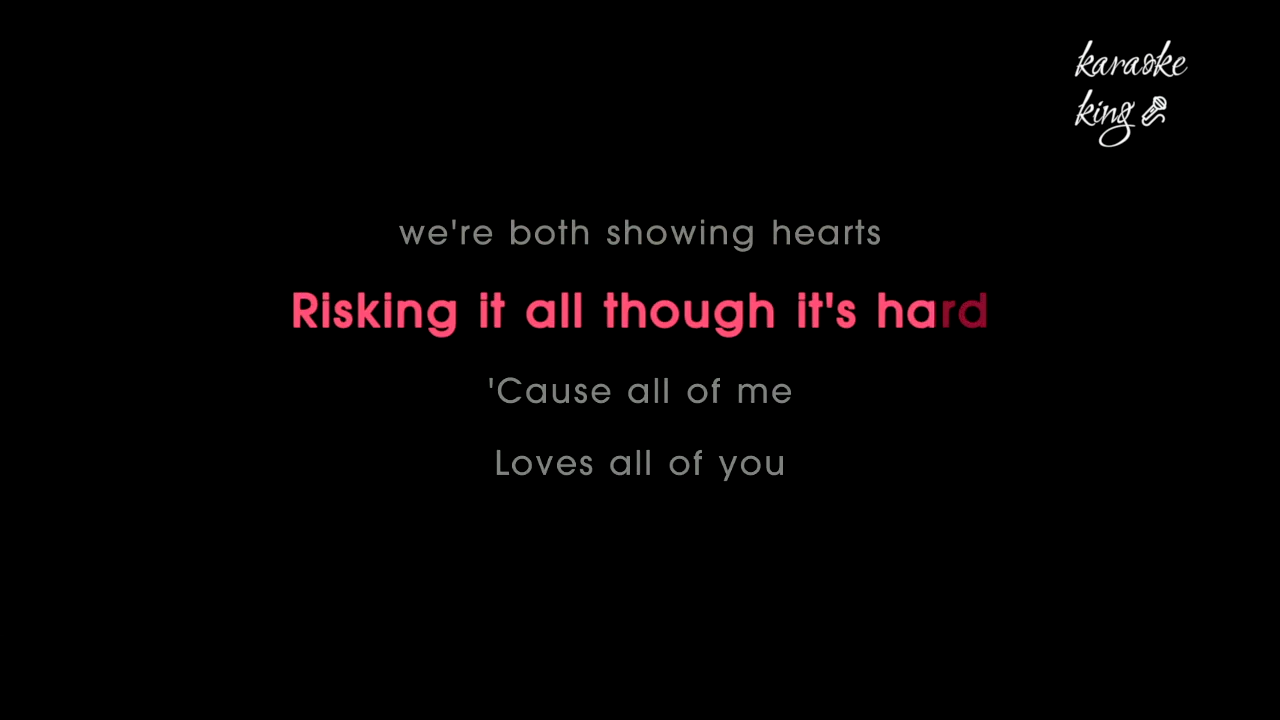 karaoke
king
we're both showing hearts
Risking it all though it's hard
'Cause all of me
Loves all of you